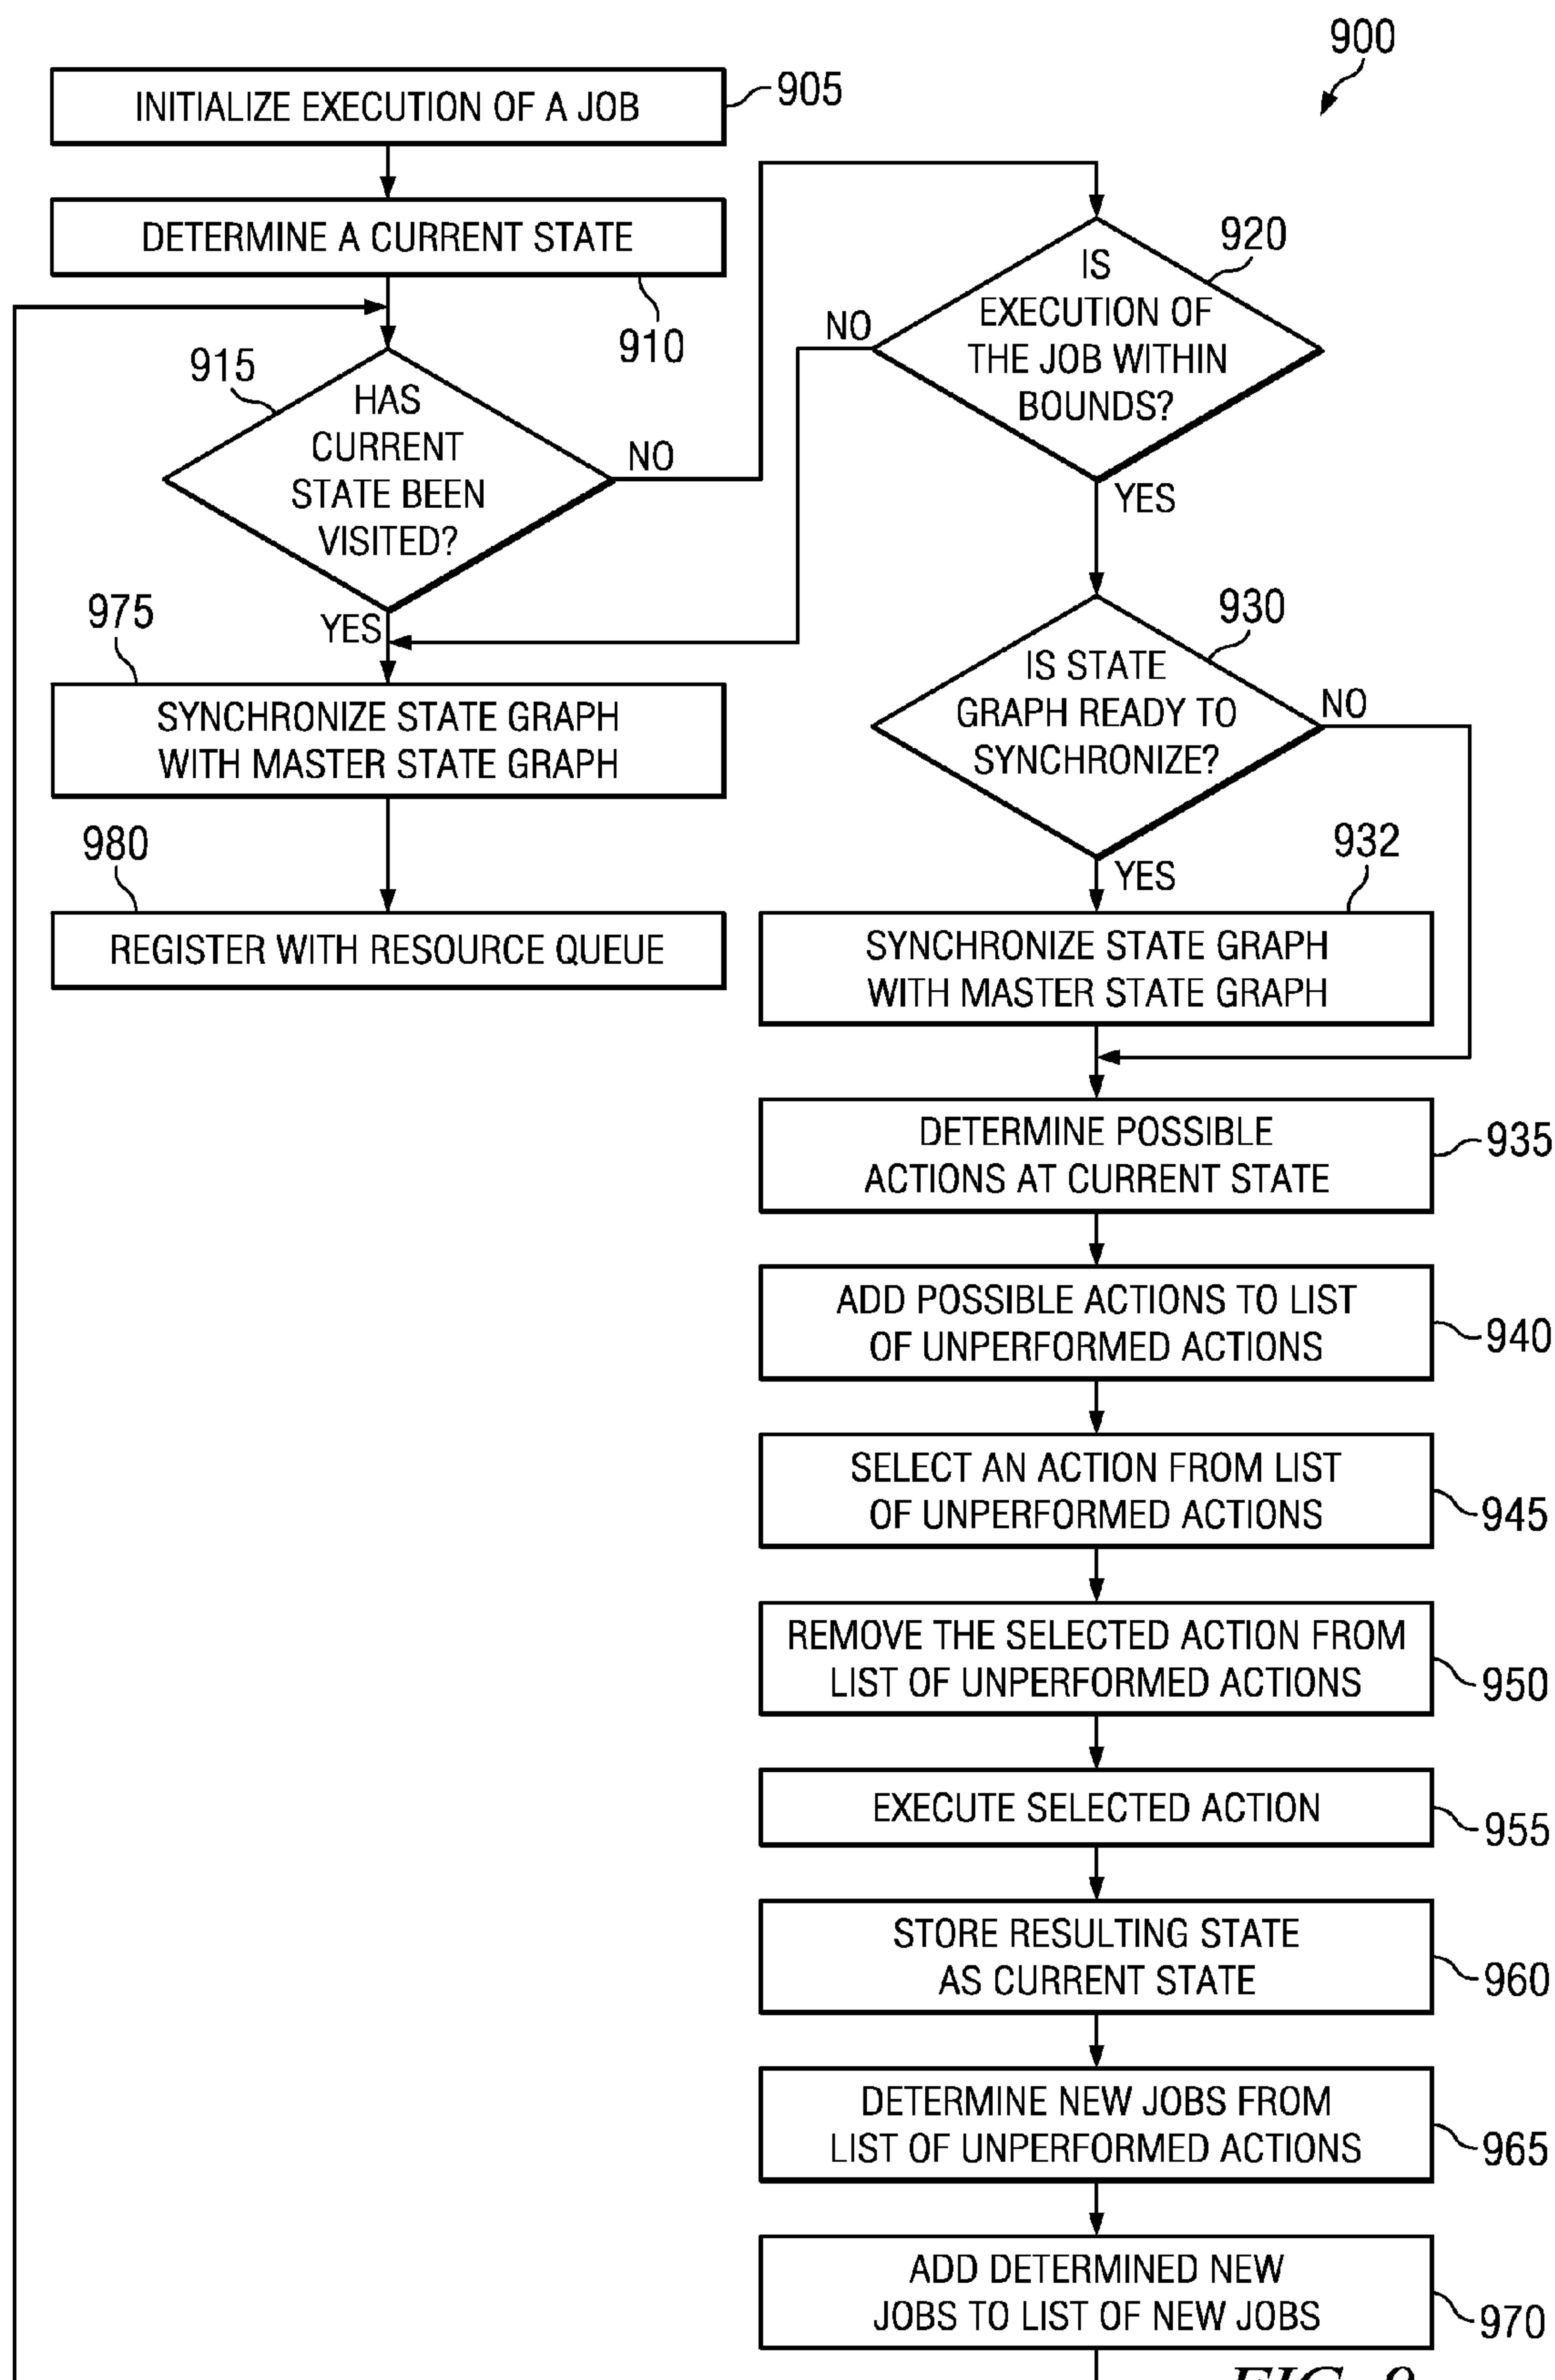 900
INITIALIZE EXECUTION OF A JOB
905
DETERMINE A CURRENT STATE
910
915
HAS
CURRENT
STATE BEEN
VISITED?
NO
YES
975
SYNCHRONIZE STATE GRAPH
WITH MASTER STATE GRAPH
980
REGISTER WITH RESOURCE QUEUE
920
IS
EXECUTION OF
THE JOB WITHIN
BOUNDS?
NO
YES
930
IS STATE
GRAPH READY TO
SYNCHRONIZE?
NO
YES
932
SYNCHRONIZE STATE GRAPH
WITH MASTER STATE GRAPH
DETERMINE POSSIBLE
ACTIONS AT CURRENT STATE
935
ADD POSSIBLE ACTIONS TO LIST
OF UNPERFORMED ACTIONS
940
SELECT AN ACTION FROM LIST
OF UNPERFORMED ACTIONS
945
REMOVE THE SELECTED ACTION FROM
LIST OF UNPERFORMED ACTIONS
950
EXECUTE SELECTED ACTION
955
STORE RESULTING STATE
AS CURRENT STATE
960
DETERMINE NEW JOBS FROM
LIST OF UNPERFORMED ACTIONS
965
ADD DETERMINED NEW
JOBS TO LIST OF NEW JOBS
970